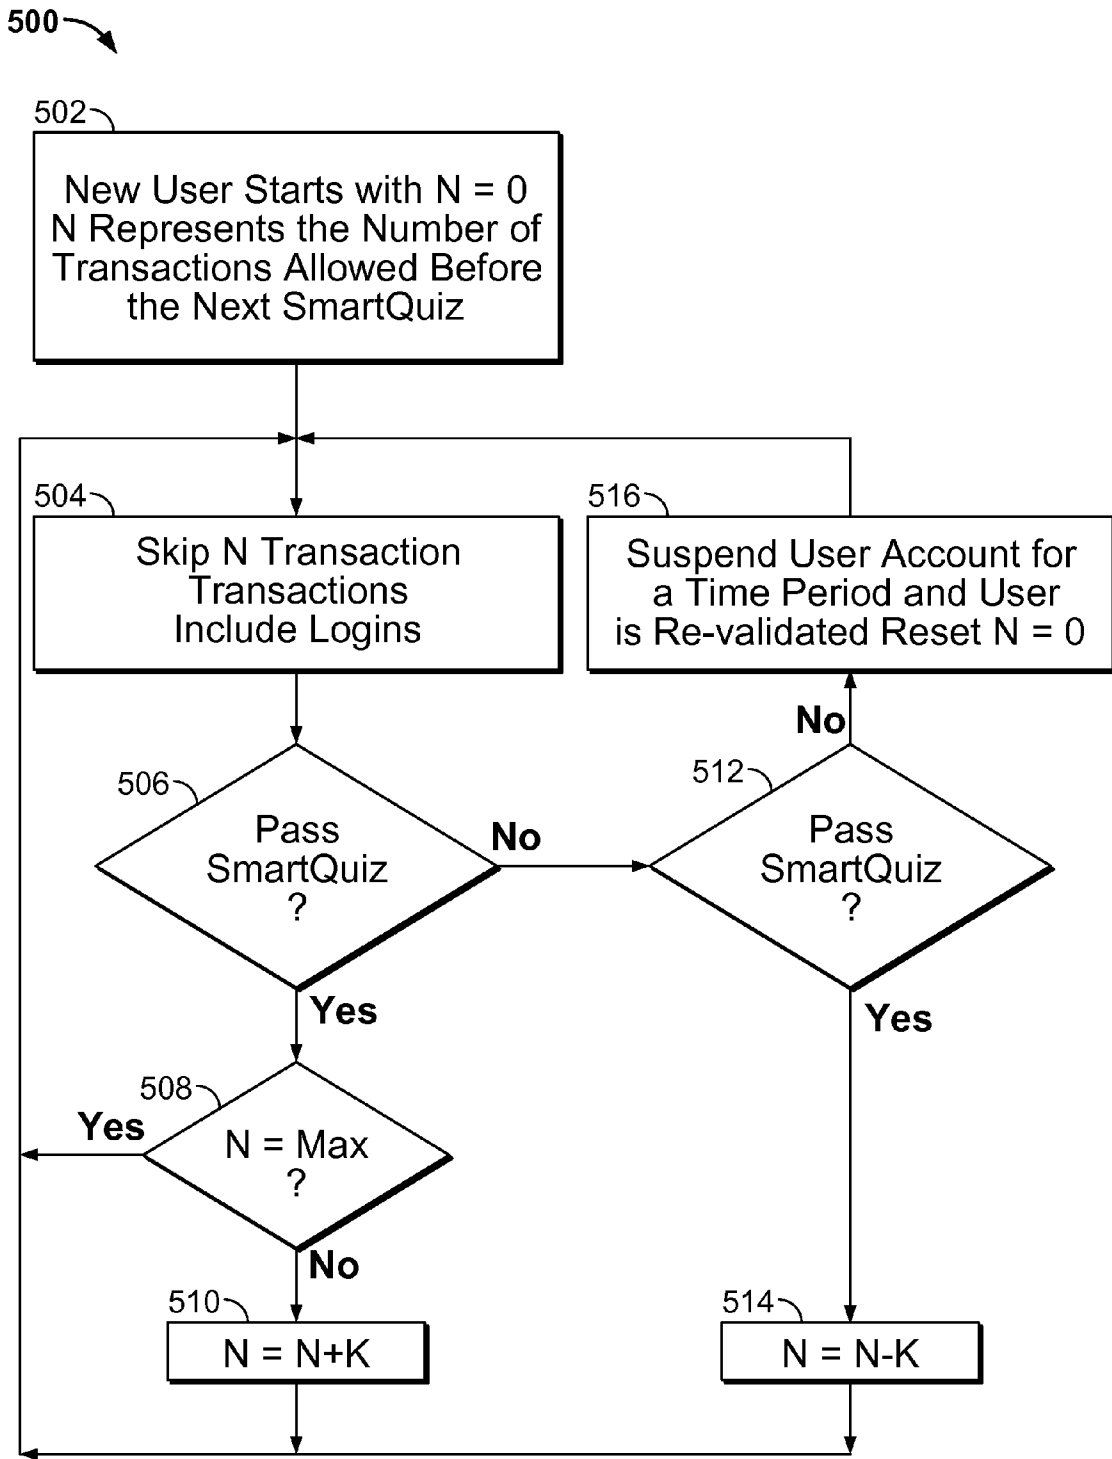 500
502
New User Starts with N = 0
N Represents the Number of
Transactions Allowed Before
the Next SmartQuiz
504
Skip N Transaction
Transactions
Include Logins
516
Suspend User Account for
a Time Period and User
is Re-validated Reset N = 0
506
Pass
SmartQuiz
?
No
Yes
512
Pass
SmartQuiz
?
No
Yes
508
N = Max
?
Yes
No
510
N = N+K
514
N = N-K